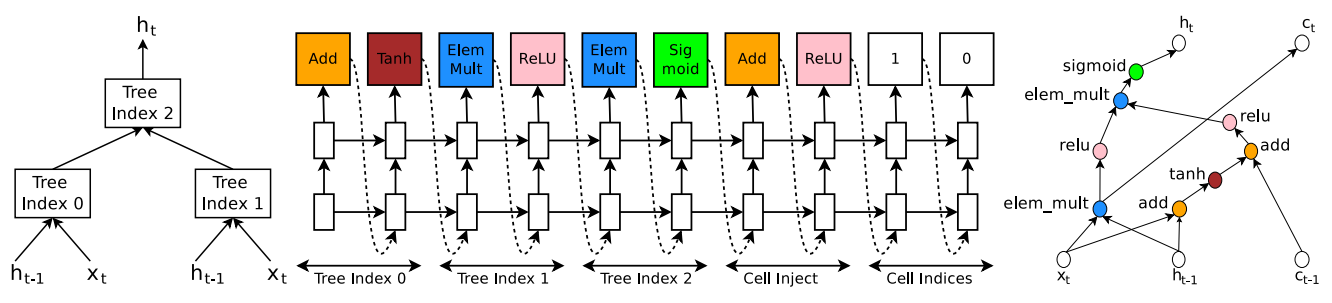 h_t
Tree
Index 2
Tree
Index 0
Tree
Index 1
h_{t-1}
x_t
h_{t-1}
x_t
Add
Tanh
Elem
Mult
ReLU
Elem
Mult
Sig
moid
Add
ReLU
1
0
Tree Index 0
Tree Index 1
Tree Index 2
Cell Inject
Cell Indices
h_t
c_t
sigmoid
elem_mult
relu
relu
add
tanh
elem_mult
add
x_t
h_{t-1}
c_{t-1}